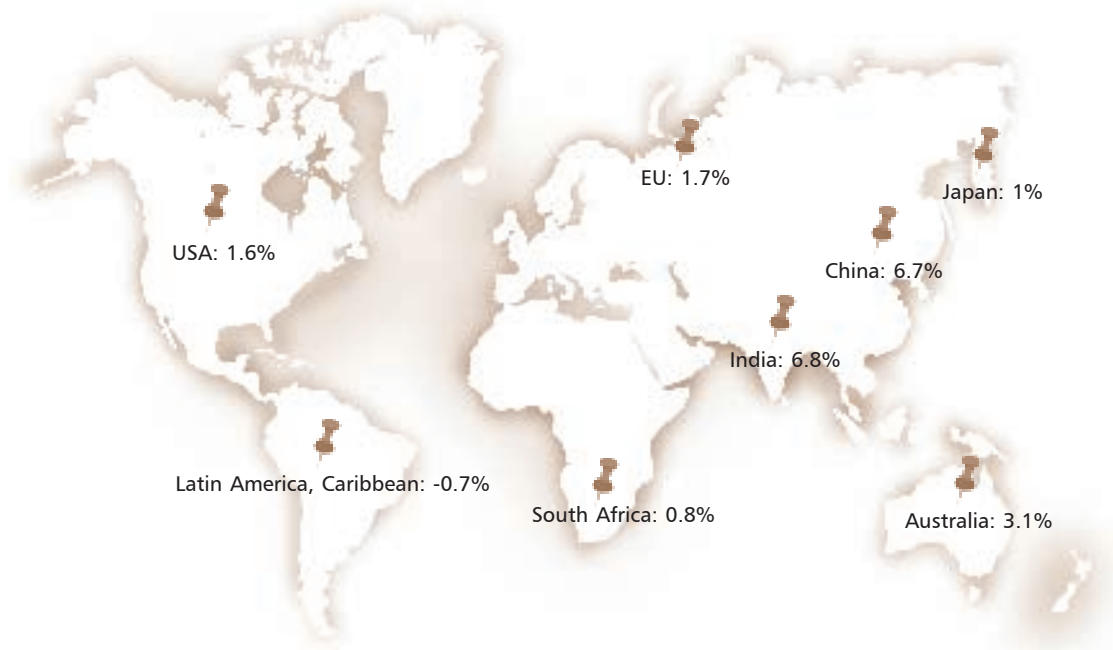 EU: 1.7%
Japan: 1%
USA: 1.6%
China: 6.7%
India: 6.8%
Latin America, Caribbean: -0.7%
South Africa: 0.8%
Australia: 3.1%